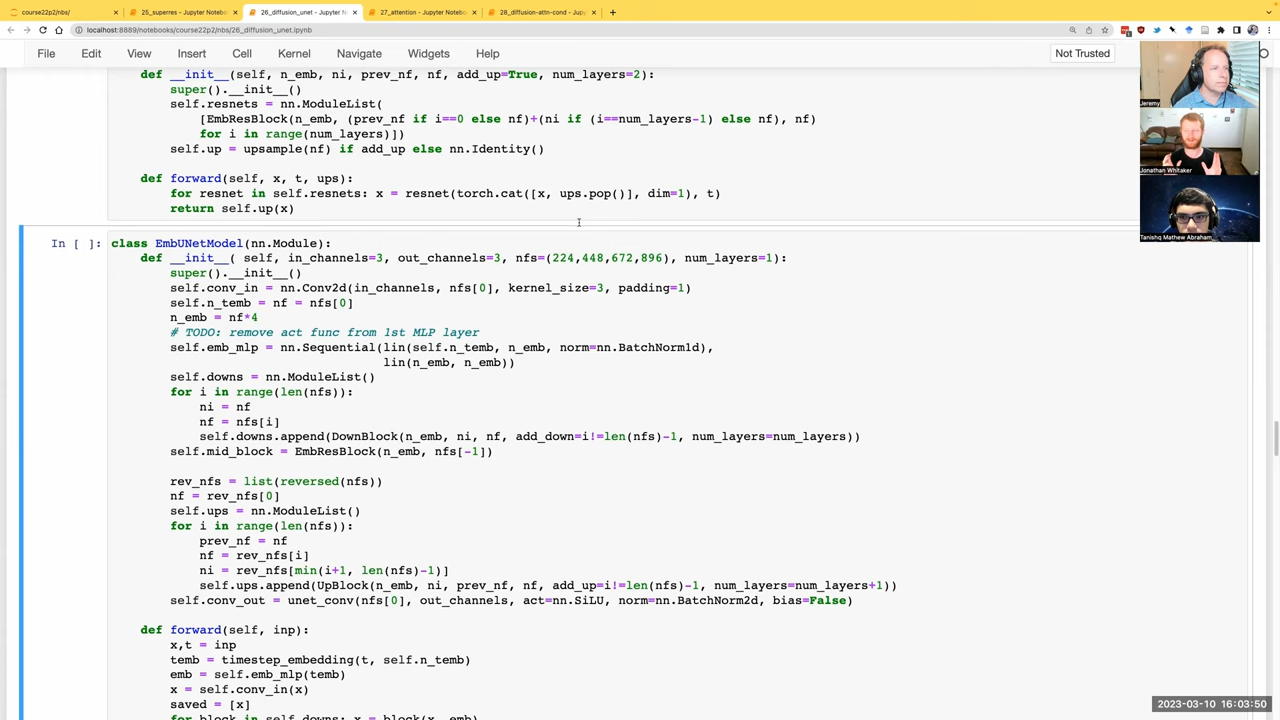 course22p2/nbs/
25_superres - Jupyter Notebo
26_diffusion_unet - Jupyter N
27_attention - Jupyter Notebo
28_diffusion-attn-cond - Jupy
localhost:8889/notebooks/course22p2/nbs/26_diffusion_unet.ipynb
File Edit View Insert Cell Kernel Navigate Widgets Help
Not Trusted
def __init__(self, n_emb, ni, prev_nf, nf, add_up=True, num_layers=2):
super().__init__()
self.resnets = nn.ModuleList(
[EmbResBlock(n_emb, (prev_nf if i==0 else nf)+(ni if (i==num_layers-1) else nf), nf)
for i in range(num_layers)])
self.up = upsample(nf) if add_up else nn.Identity()
def forward(self, x, t, ups):
for resnet in self.resnets: x = resnet(torch.cat([x, ups.pop()], dim=1), t)
return self.up(x)
In [ ]: class EmbUNetModel(nn.Module):
def __init__( self, in_channels=3, out_channels=3, nfs=(224,448,672,896), num_layers=1):
super().__init__()
self.conv_in = nn.Conv2d(in_channels, nfs[0], kernel_size=3, padding=1)
self.n_temb = nf = nfs[0]
n_emb = nf*4
# TODO: remove act func from 1st MLP layer
self.emb_mlp = nn.Sequential(lin(self.n_temb, n_emb, norm=nn.BatchNorm1d),
lin(n_emb, n_emb))
self.downs = nn.ModuleList()
for i in range(len(nfs)):
ni = nf
nf = nfs[i]
self.downs.append(DownBlock(n_emb, ni, nf, add_down=i!=len(nfs)-1, num_layers=num_layers))
self.mid_block = EmbResBlock(n_emb, nfs[-1])
rev_nfs = list(reversed(nfs))
nf = rev_nfs[0]
self.ups = nn.ModuleList()
for i in range(len(nfs)):
prev_nf = nf
nf = rev_nfs[i]
ni = rev_nfs[min(i+1, len(nfs)-1)]
self.ups.append(UpBlock(n_emb, ni, prev_nf, nf, add_up=i!=len(nfs)-1, num_layers=num_layers+1))
self.conv_out = unet_conv(nfs[0], out_channels, act=nn.SiLU, norm=nn.BatchNorm2d, bias=False)
def forward(self, inp):
x,t = inp
temb = timestep_embedding(t, self.n_temb)
emb = self.emb_mlp(temb)
x = self.conv_in(x)
saved = [x]
for block in self.downs: x = block(x, emb)
Jeremy
Jonathan Whitaker
Tanishq Mathew Abraham
2023-03-10 16:03:50